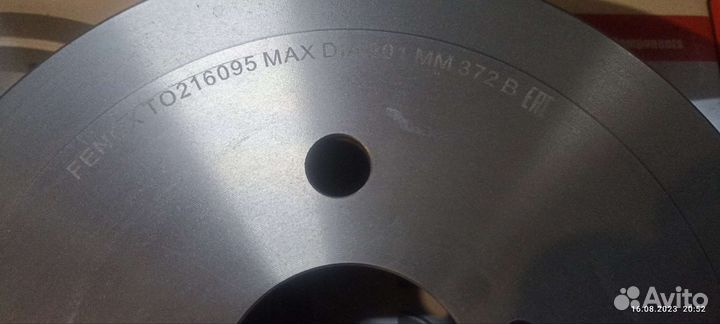 TO216095 MAX MM 372 B EAC
Avito
16.08.2023 20:52